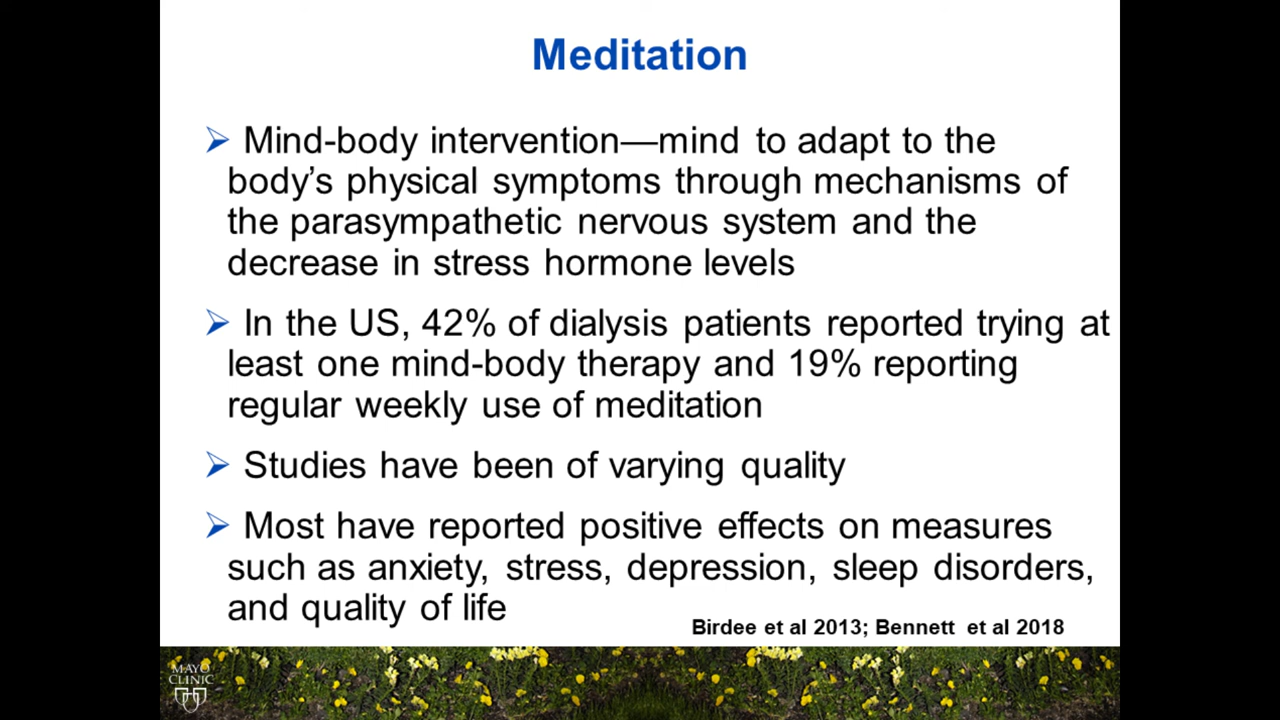 Meditation
Mind-body intervention—mind to adapt to the
body’s physical symptoms through mechanisms of
the parasympathetic nervous system and the
decrease in stress hormone levels
In the US, 42% of dialysis patients reported trying at
least one mind-body therapy and 19% reporting
regular weekly use of meditation
Studies have been of varying quality
Most have reported positive effects on measures
such as anxiety, stress, depression, sleep disorders,
and quality of life
Birdee et al 2013; Bennett et al 2018
MAYO
CLINIC